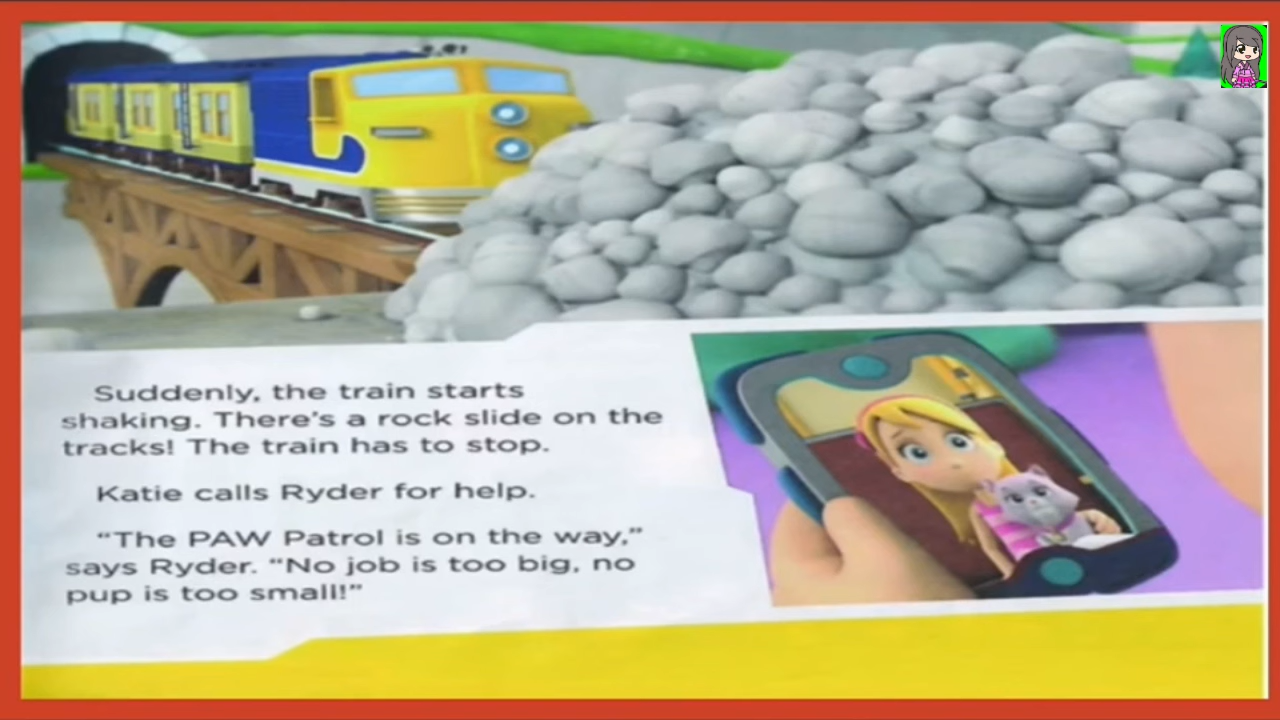 Suddenly, the train starts
shaking. There's a rock slide on the
tracks! The train has to stop.
Katie calls Ryder for help.
“The PAW Patrol is on the way,”
says Ryder. “No job is too big, no
pup is too small!”